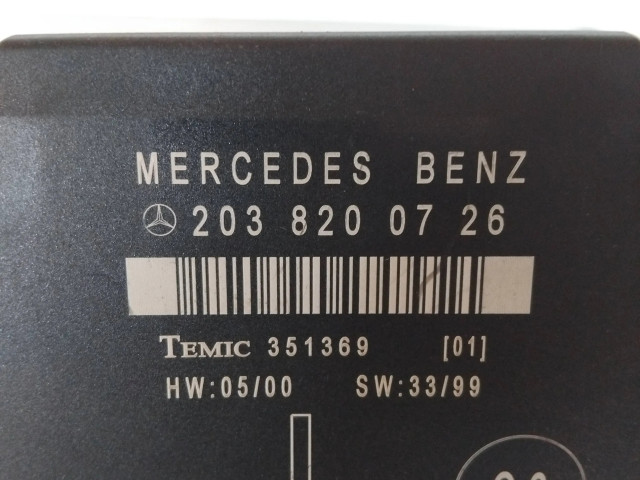 MERCEDES BENZ
203 820 07 26
TEMIC 351369 [01]
HW:05/00 SW:33/99